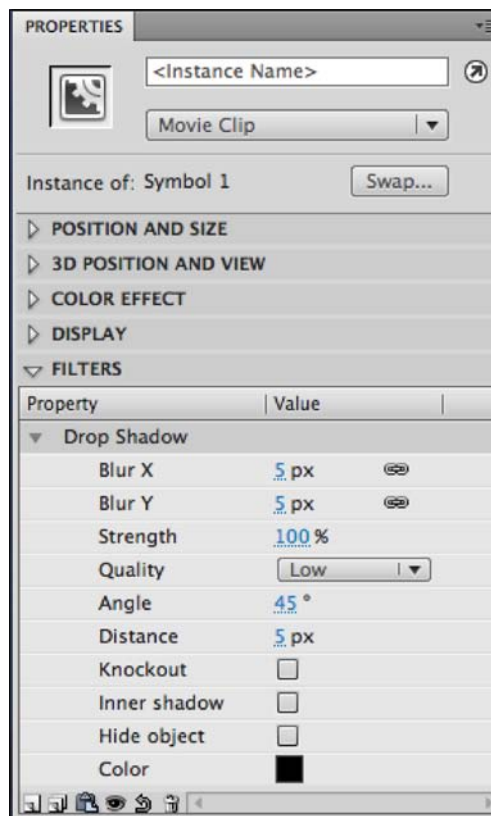 PROPERTIES
<Instance Name>
Movie Clip
Instance of: Symbol 1 Swap...
POSITION AND SIZE
3D POSITION AND VIEW
COLOR EFFECT
DISPLAY
FILTERS
Property Value
Drop Shadow
Blur X 5 px
Blur Y 5 px
Strength 100 %
Quality Low
Angle 45 °
Distance 5 px
Knockout
Inner shadow
Hide object
Color